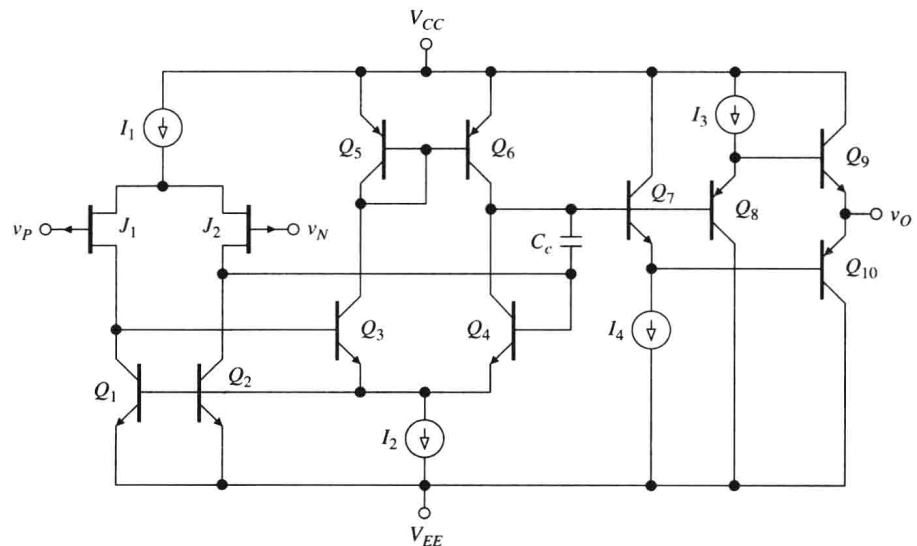 V_CC
I_1
Q_5
Q_6
I_3
Q_9
Q_7
Q_8
v_P
J_1
J_2
v_N
v_O
C_c
Q_10
Q_3
Q_4
I_4
Q_1
Q_2
I_2
V_EE